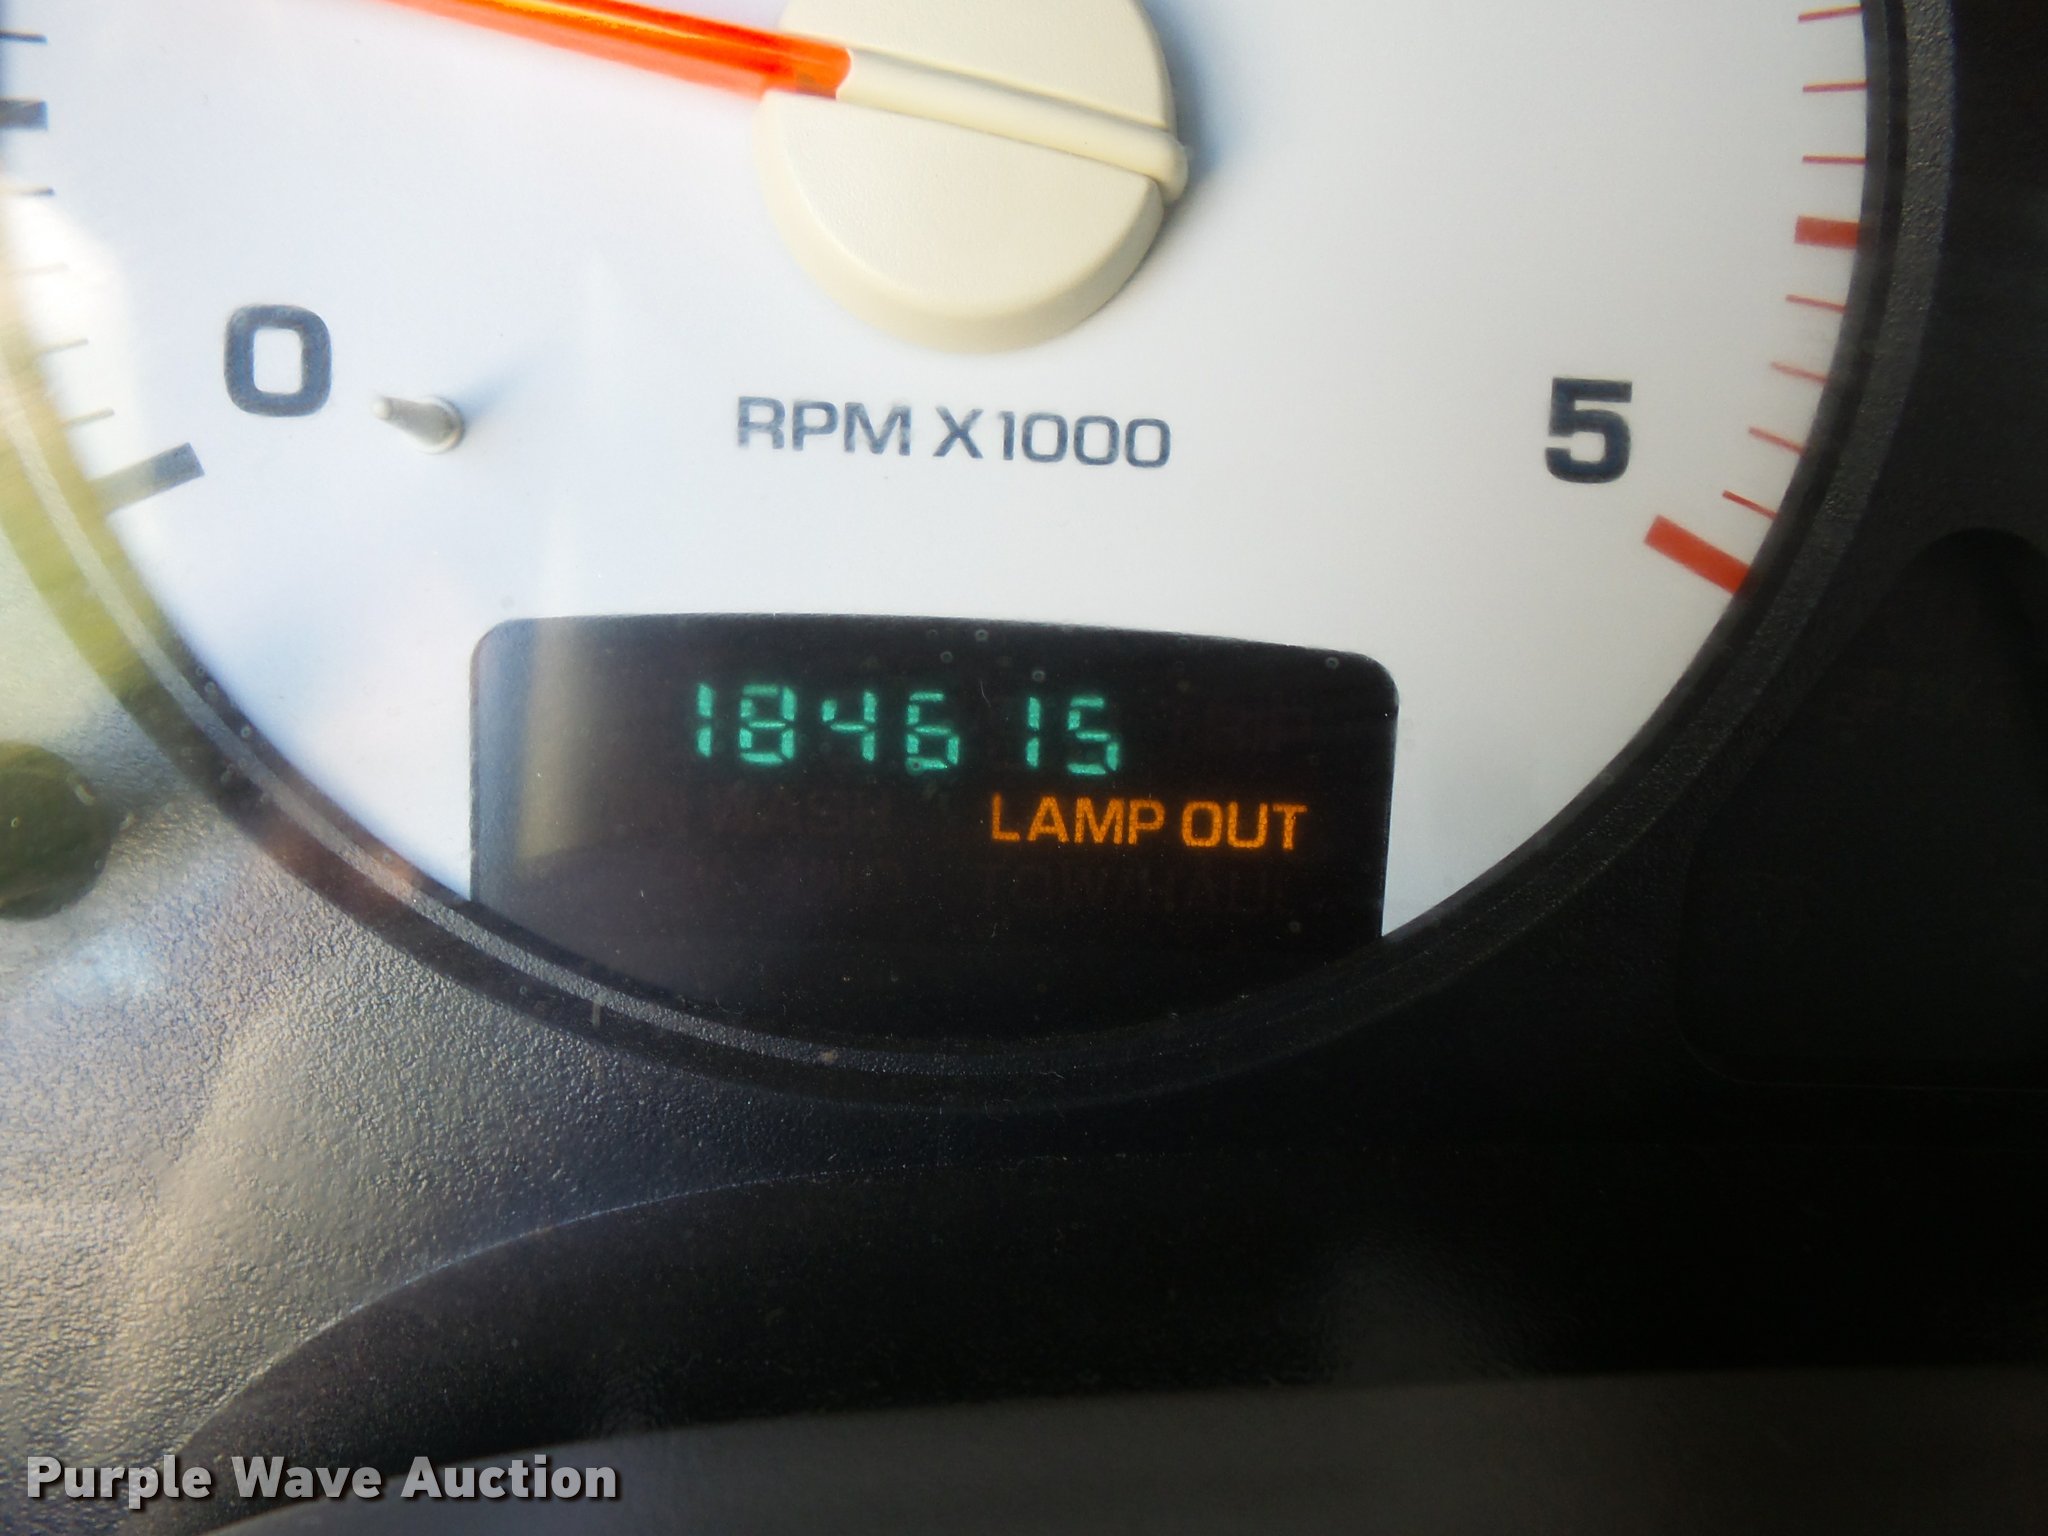 0
5
RPM X1000
184615
LAMP OUT
Purple Wave Auction